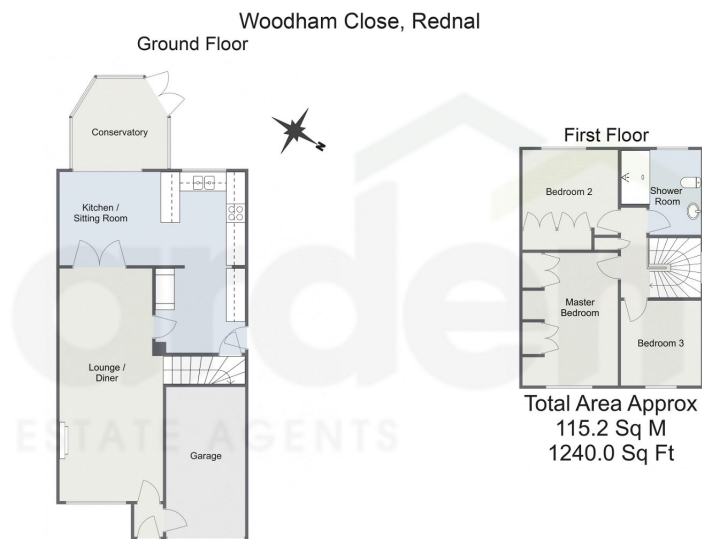 Woodham Close, Rednal
Ground Floor
Conservatory
N
Kitchen /
Sitting Room
Lounge /
Diner
Garage
First Floor
Bedroom 2
Shower
Room
Master
Bedroom
Bedroom 3
Total Area Approx
115.2 Sq M
1240.0 Sq Ft
arden
ESTATE AGENTS